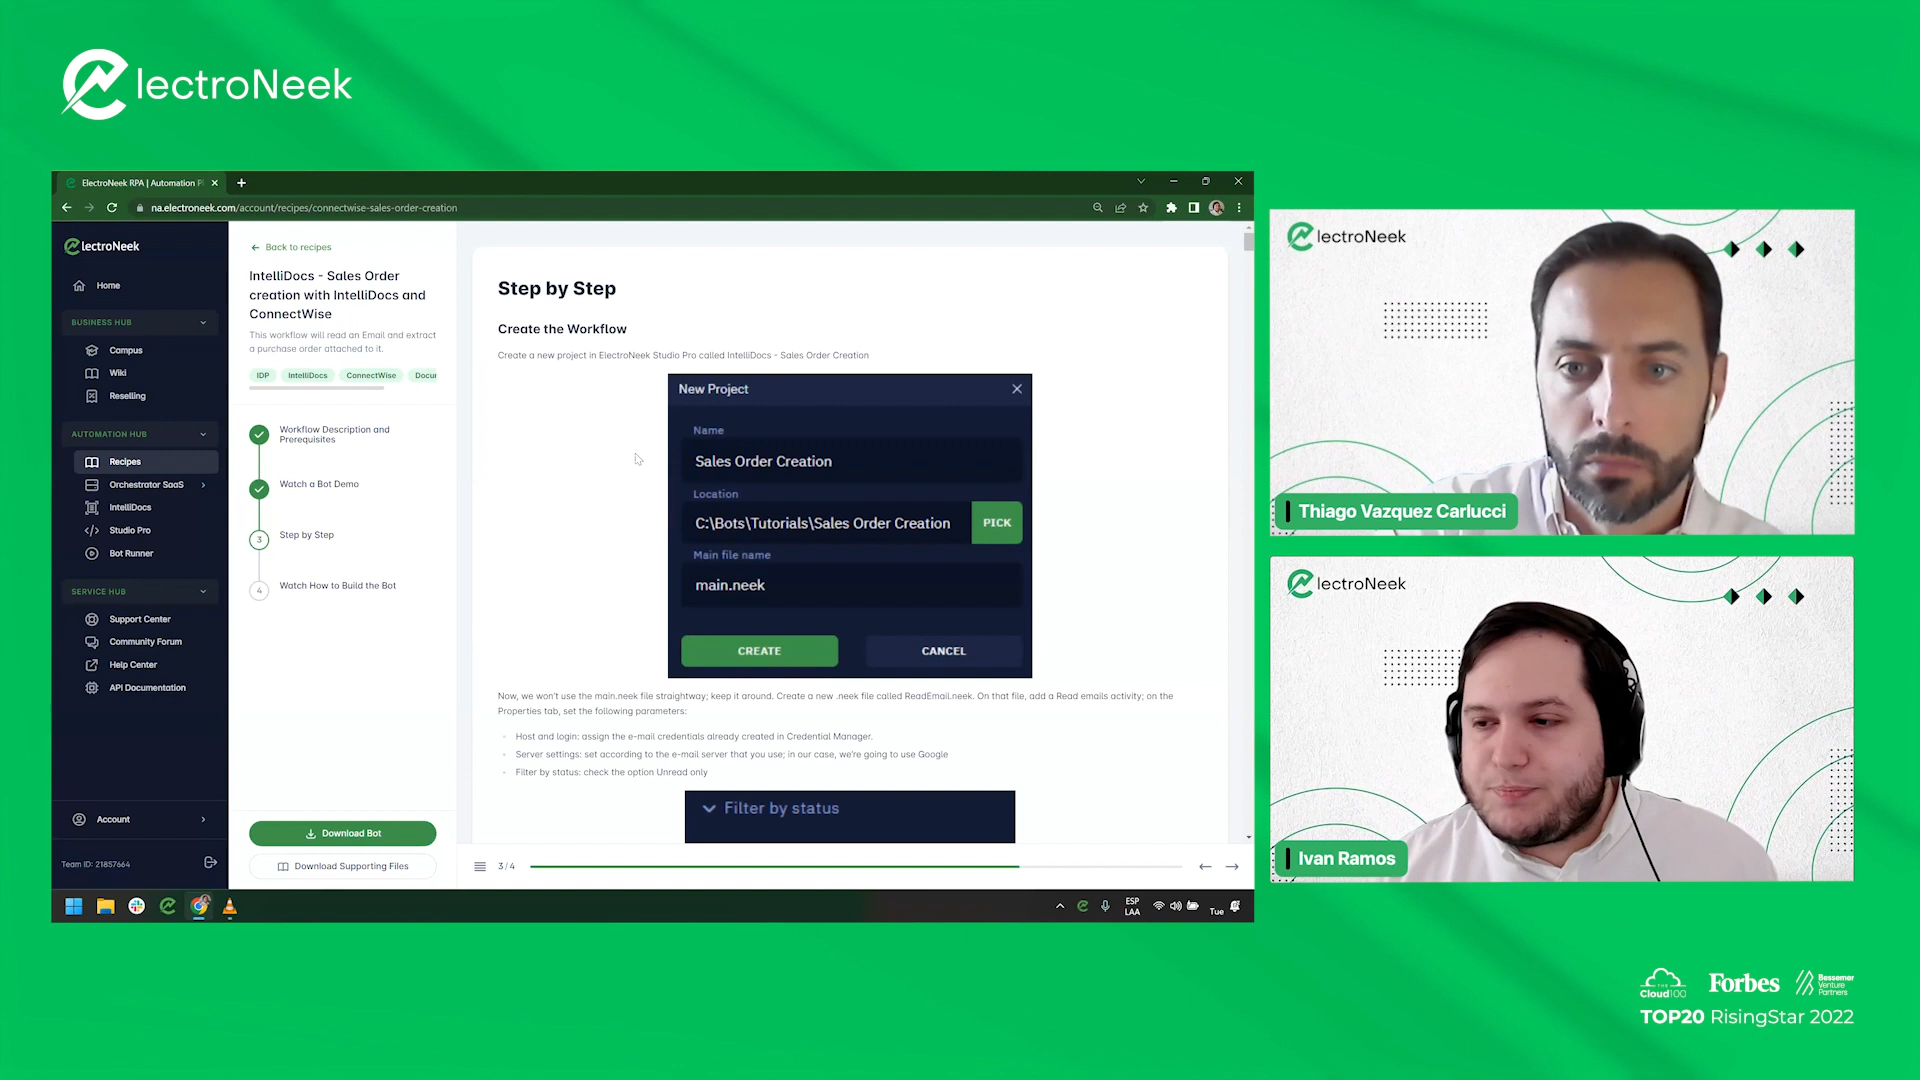 lectroNeek
ElectroNeek RPA | Automation P
na.electroneek.com/account/recipes/connectwise-sales-order-creation
lectroNeek
Home
BUSINESS HUB
Campus
Wiki
Reselling
AUTOMATION HUB
Recipes
Orchestrator SaaS
IntelliDocs
Studio Pro
Bot Runner
SERVICE HUB
Support Center
Community Forum
Help Center
API Documentation
Account
Team ID: 21857664
Back to recipes
IntelliDocs - Sales Order
creation with IntelliDocs and
ConnectWise
This workflow will read an Email and extract
a purchase order attached to it.
IDP IntelliDocs ConnectWise Docur
Workflow Description and
Prerequisites
Watch a Bot Demo
3 Step by Step
4 Watch How to Build the Bot
Download Bot
Download Supporting Files
Step by Step
Create the Workflow
Create a new project in ElectroNeek Studio Pro called IntelliDocs - Sales Order Creation
New Project
Name
Sales Order Creation
Location
C:\Bots\Tutorials\Sales Order Creation
PICK
Main file name
main.neek
CREATE
CANCEL
Now, we won't use the main.neek file straightway; keep it around. Create a new .neek file called ReadEmail.neek. On that file, add a Read emails activity; on the
Properties tab, set the following parameters:
Host and login: assign the e-mail credentials already created in Credential Manager.
Server settings: set according to the e-mail server that you use; in our case, we're going to use Google
Filter by status: check the option Unread only
Filter by status
3/4
ESP
LAA
Tue
lectroNeek
Thiago Vazquez Carlucci
lectroNeek
Ivan Ramos
THE
Cloud100
Forbes
Bessemer
Venture
Partners
TOP20 RisingStar 2022